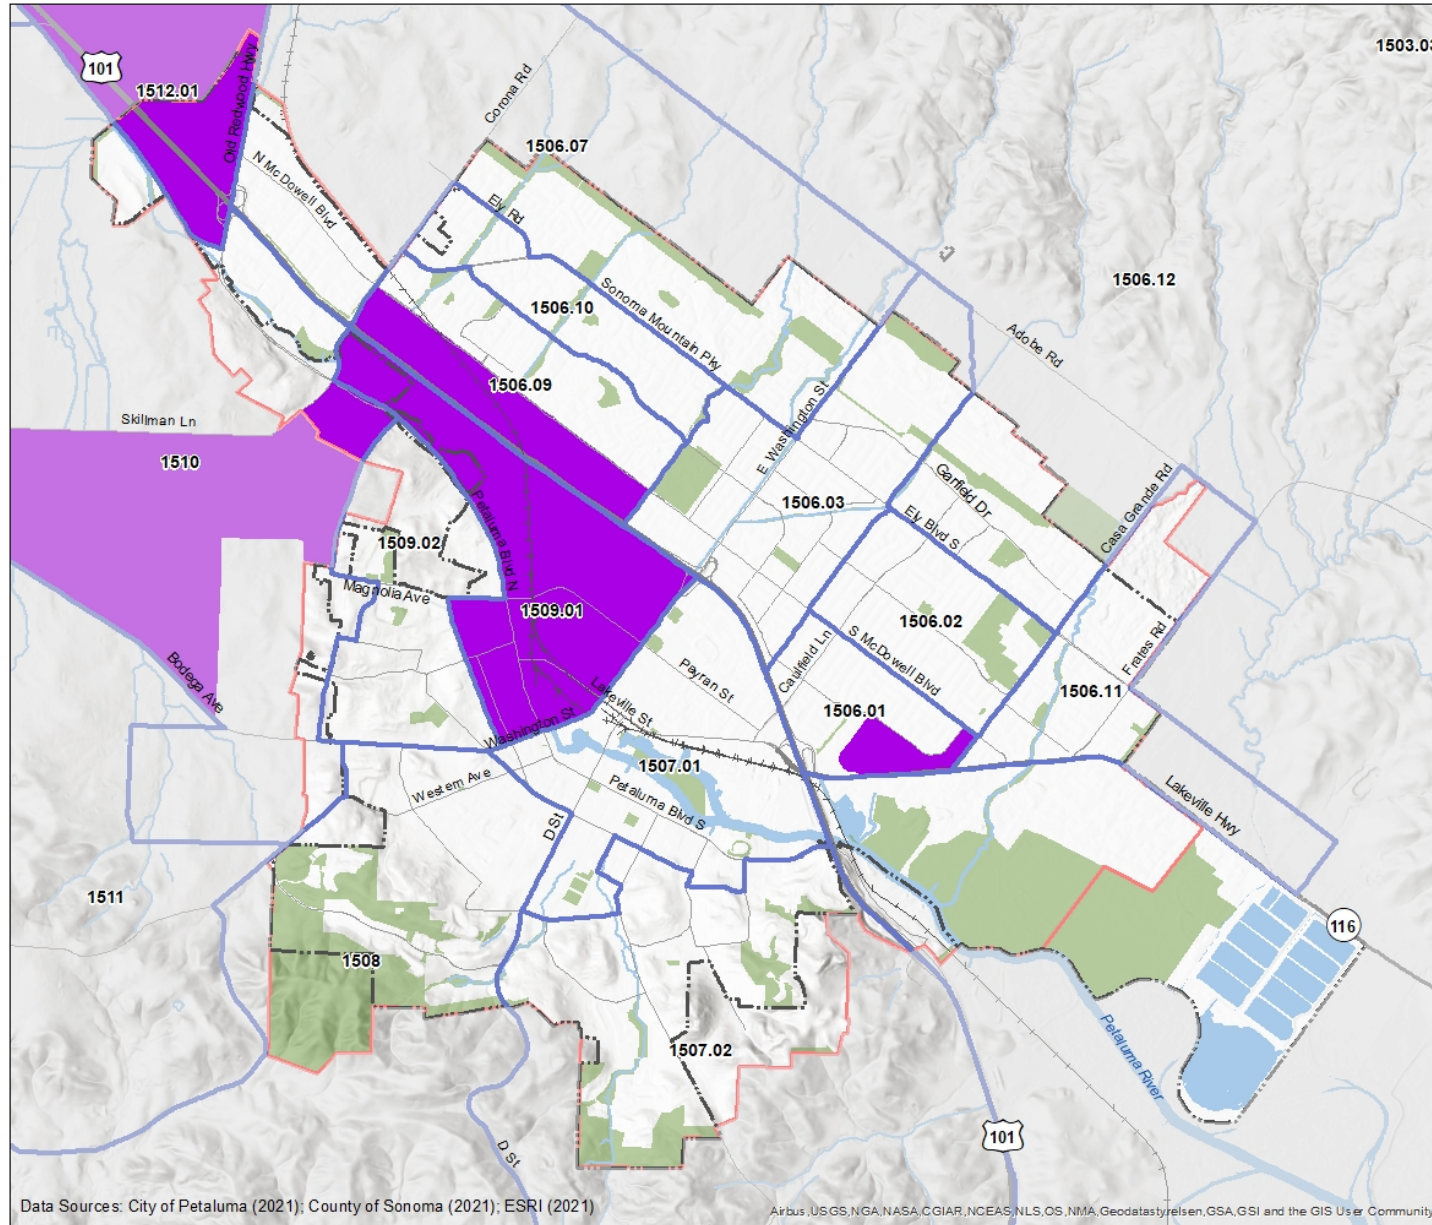 1503.03
101
1512.01
Old Redwood Hwy
Corona Rd
1506.07
N McDowell Blvd
Ely Rd
1506.12
1506.10
Sonoma Mountain Pky
Adobe Rd
1506.09
Skillman Ln
E Washington St
1510
Garfield Dr
Casa Grande Rd
1506.03
Petaluma Blvd N
Ely Blvd S
1509.02
Magnolia Ave
1509.01
1506.02
Caulfield Ln
S McDowell Blvd
Frates Rd
Bodega Ave
Payran St
1506.11
Lakeville St
1506.01
Washington St
1507.01
Western Ave
Petaluma Blvd S
D St
Lakeville Hwy
1511
116
1508
1507.02
Petaluma River
101
D St
Data Sources: City of Petaluma (2021); County of Sonoma (2021); ESRI (2021)
Airbus,USGS,NGA,NASA,CGIAR,NCEAS,NLS,OS,NMA,Geodatastyrelsen,GSA,GSI and the GIS User Community